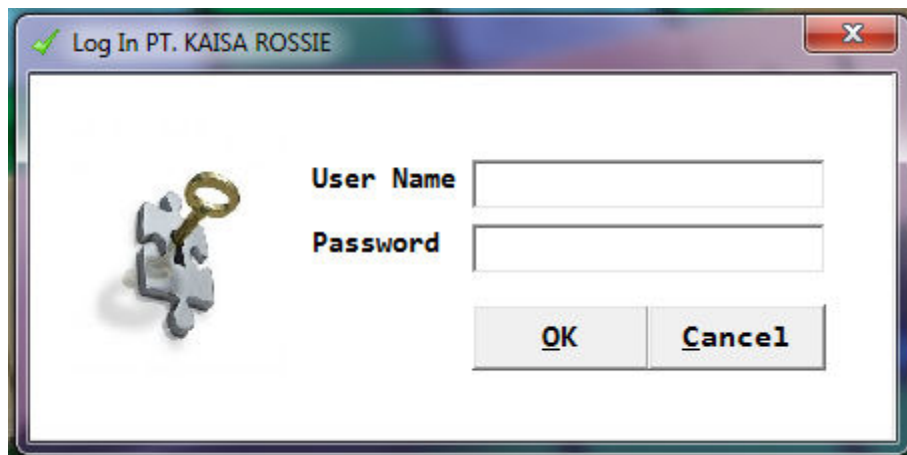 Log In PT. KAISA ROSSIE
User Name
Password
OK
Cancel